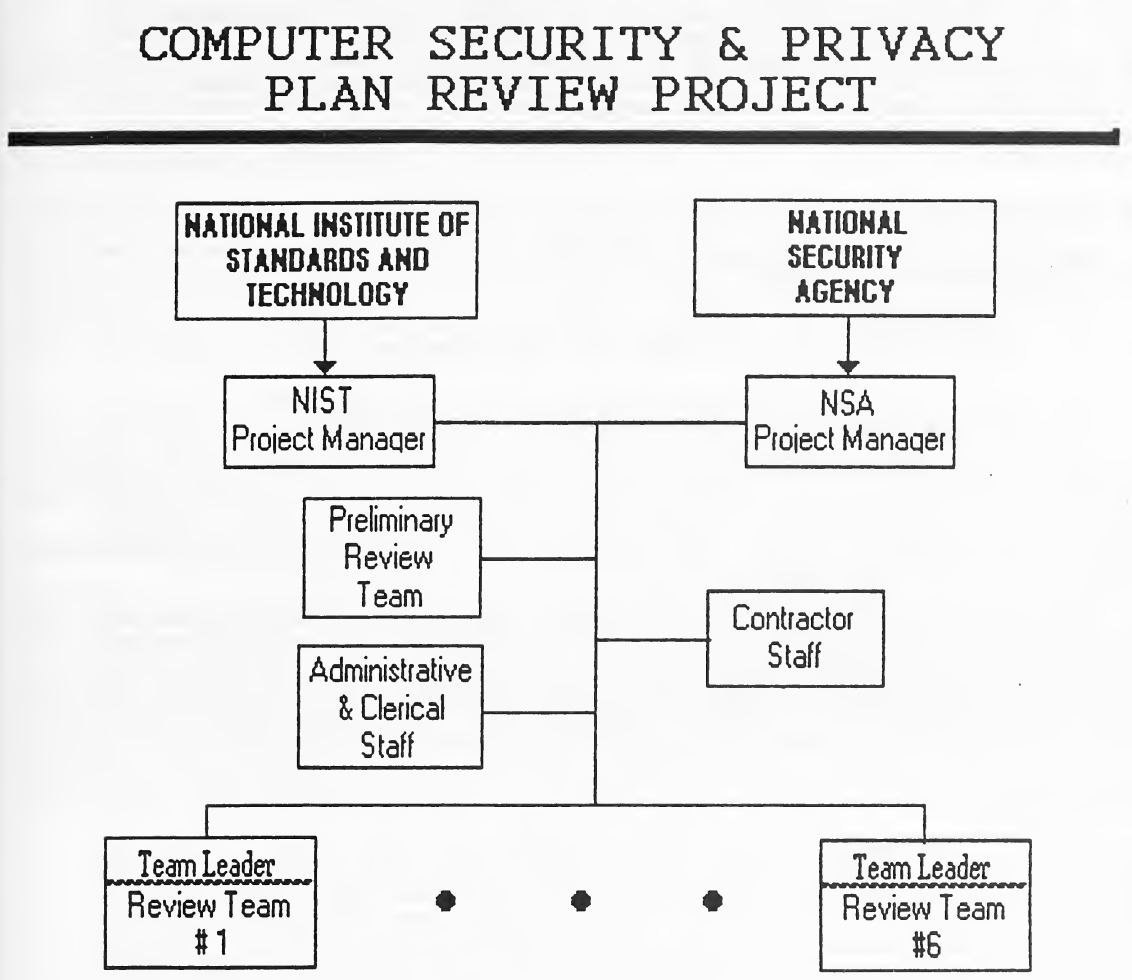 COMPUTER SECURITY & PRIVACY
PLAN REVIEW PROJECT
NATIONAL INSTITUTE OF
STANDARDS AND
TECHNOLOGY
NATIONAL
SECURITY
AGENCY
NIST
Project Manager
NSA
Project Manager
Preliminary
Review
Team
Contractor
Staff
Administrative
& Clerical
Staff
Team Leader
Review Team
# 1
Team Leader
Review Team
#6